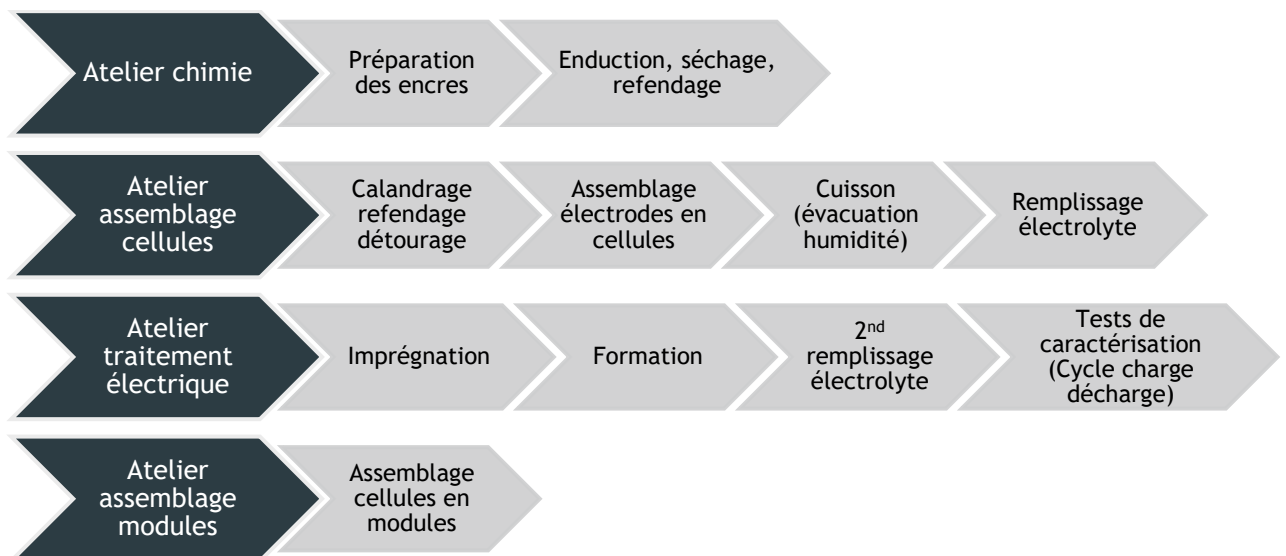 Atelier chimie
Préparation
des encres
Enduction, séchage,
refendage
Atelier
assemblage
cellules
Calandrage
refendage
détourage
Assemblage
électrodes en
cellules
Cuisson
(évacuation
humidité)
Remplissage
électrolyte
Atelier
traitement
électrique
Imprégnation
Formation
2nd
remplissage
électrolyte
Tests de
caractérisation
(Cycle charge
décharge)
Atelier
assemblage
modules
Assemblage
cellules en
modules